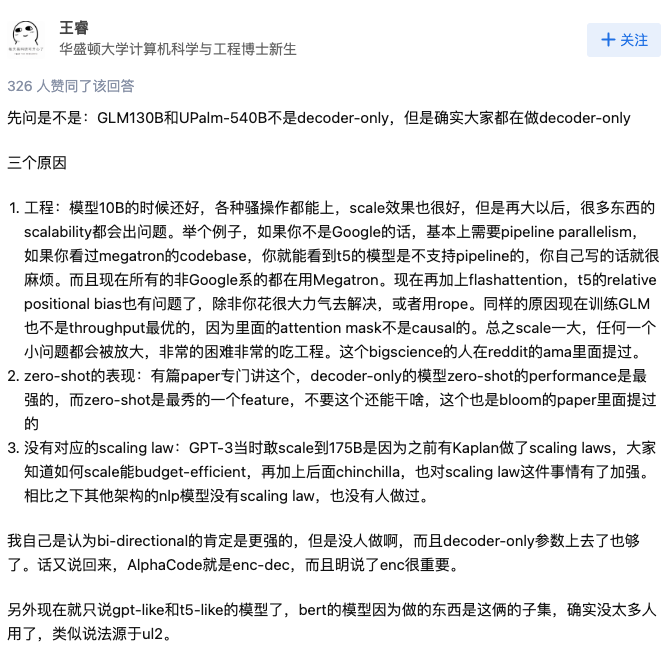 王睿
华盛顿大学计算机科学与工程博士新生
+ 关注
326 人赞同了该回答
先问是不是：GLM130B和UPalm-540B不是decoder-only，但是确实大家都在做decoder-only
三个原因
1. 工程：模型10B的时候还好，各种骚操作都能上，scale效果也很好，但是再大以后，很多东西的
scalability都会出问题。举个例子，如果你不是Google的话，基本上需要pipeline parallelism，
如果你看过megatron的codebase，你就能看到t5的模型是不支持pipeline的，你自己写的话就很
麻烦。而且现在所有的非Google系的都在用Megatron。现在再加上flashattention，t5的relative
positional bias也有问题了，除非你花很大力气去解决，或者用rope。同样的原因现在训练GLM
也不是throughput最优的，因为里面的attention mask不是causal的。总之scale一大，任何一个
小问题都会被放大，非常的困难非常的吃工程。这个bigscience的人在reddit的ama里面提过。
2. zero-shot的表现：有篇paper专门讲这个，decoder-only的模型zero-shot的performance是最
强的，而zero-shot是最秀的一个feature，不要这个还能干啥，这个也是bloom的paper里面提过
的
3. 没有对应的scaling law：GPT-3当时敢scale到175B是因为之前有Kaplan做了scaling laws，大家
知道如何scale能budget-efficient，再加上后面chinchilla，也对scaling law这件事情有了加强。
相比之下其他架构的nlp模型没有scaling law，也没有人做过。
我自己是认为bi-directional的肯定是更强的，但是没人做啊，而且decoder-only参数上去了也够
了。话又说回来，AlphaCode就是enc-dec，而且明说了enc很重要。
另外现在就只说gpt-like和t5-like的模型了，bert的模型因为做的东西是这俩的子集，确实没太多人
用了，类似说法源于ul2。